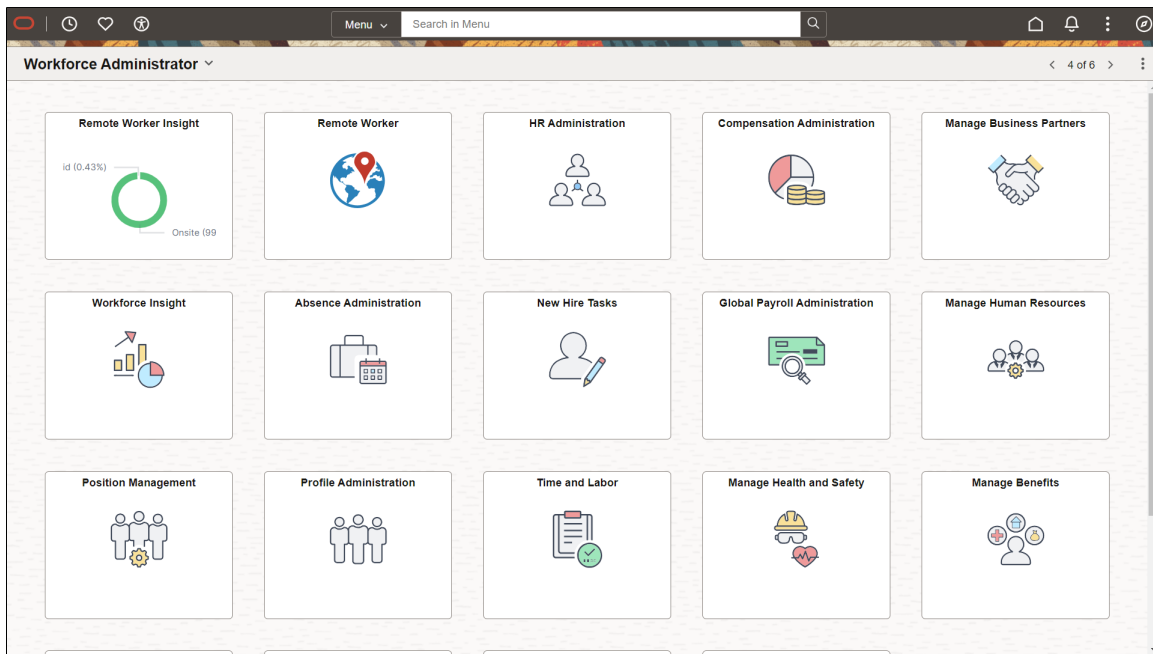 Menu
Search in Menu
Workforce Administrator
4 of 6
Remote Worker Insight
id (0.43%)
Onsite (99
Remote Worker
HR Administration
Compensation Administration
Manage Business Partners
Workforce Insight
Absence Administration
New Hire Tasks
Global Payroll Administration
Manage Human Resources
Position Management
Profile Administration
Time and Labor
Manage Health and Safety
Manage Benefits